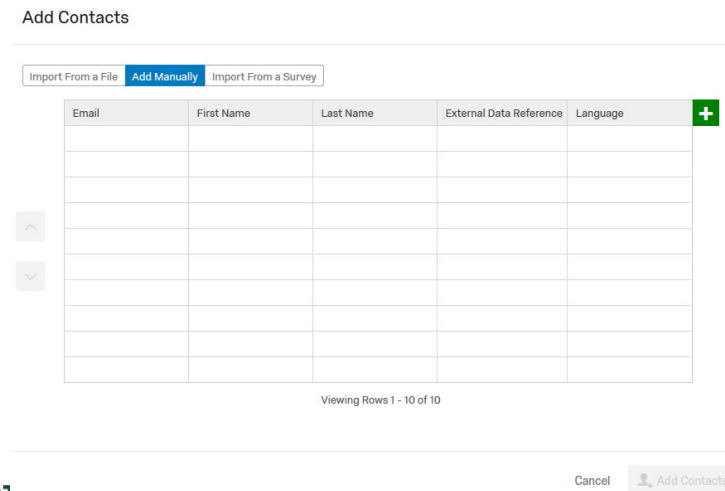 Add Contacts
Import From a File Add Manually Import From a Survey
Email First Name Last Name External Data Reference Language
Viewing Rows 1 - 10 of 10
Cancel Add Contacts